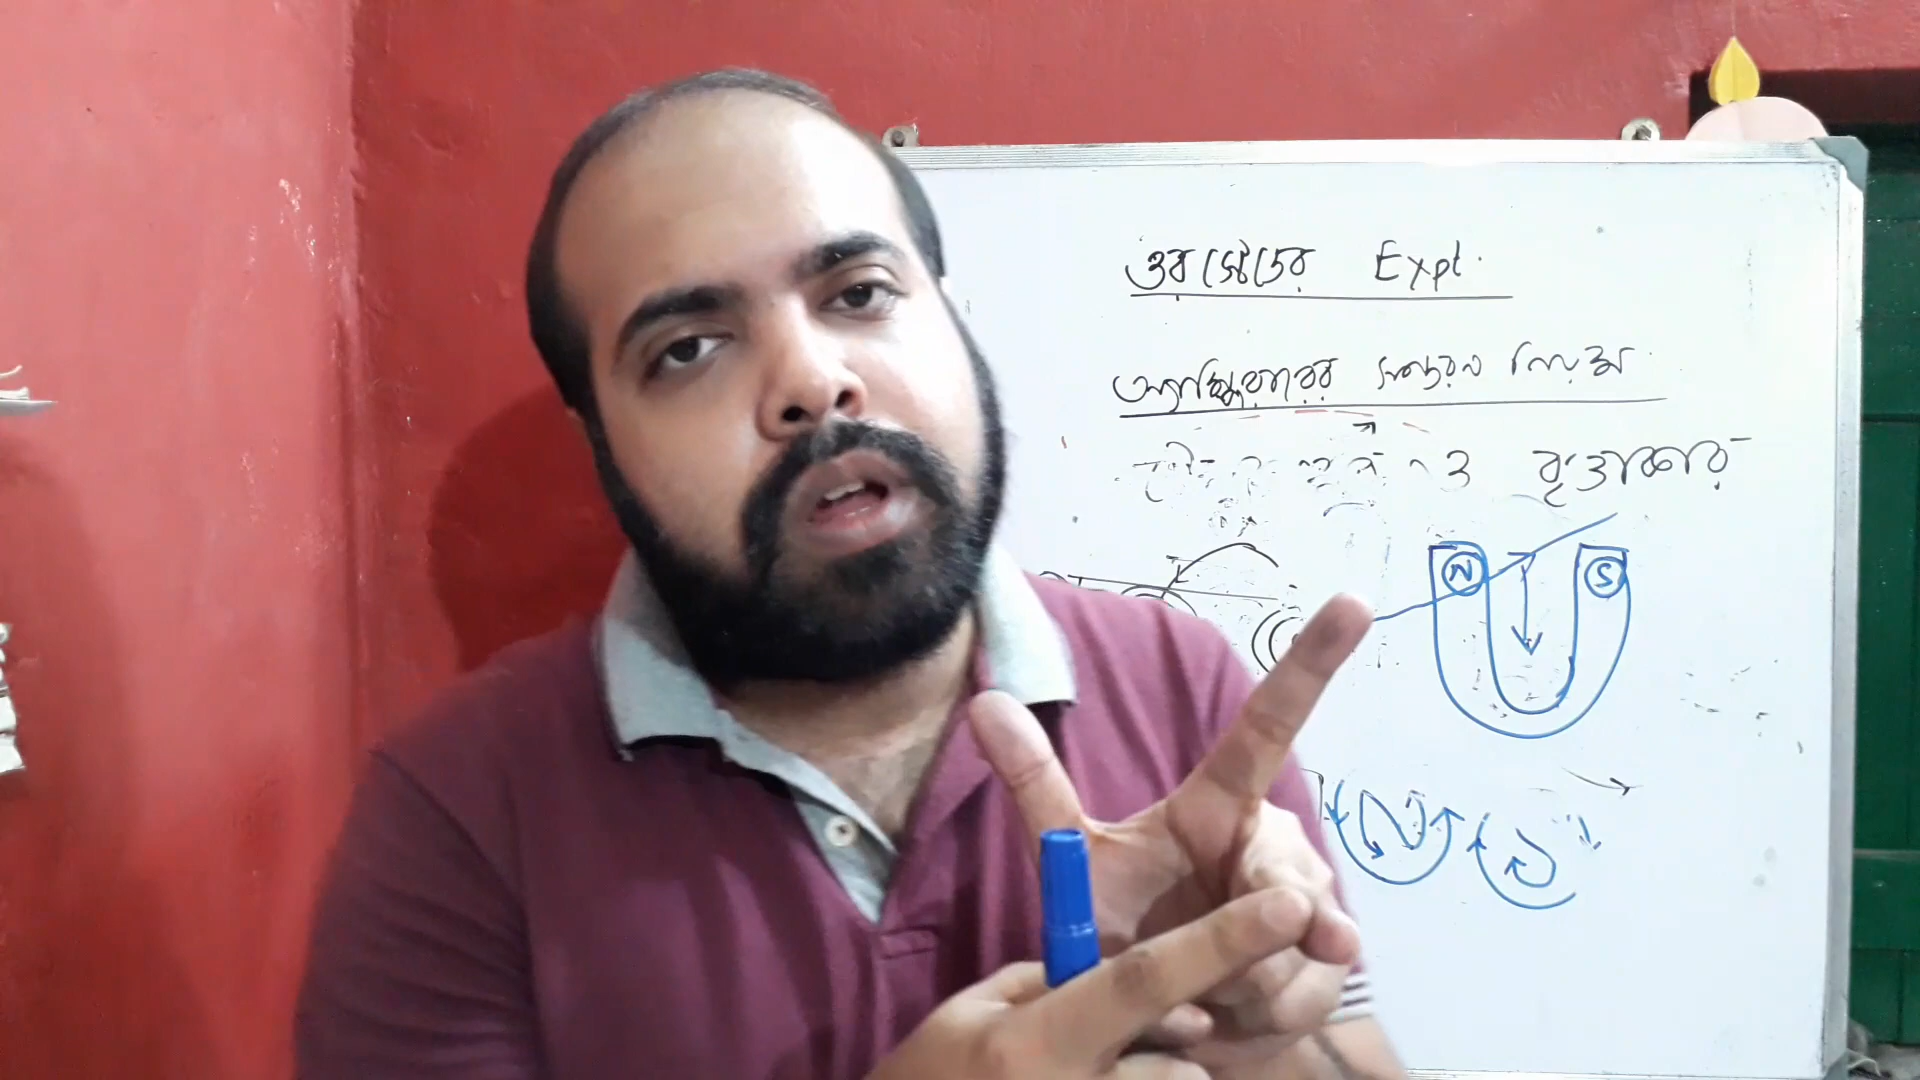 ওরস্টেডের Expt.
অ্যাম্পিয়ারের সন্তরণ নিয়ম
ও বৃত্তাকার
N S
N S